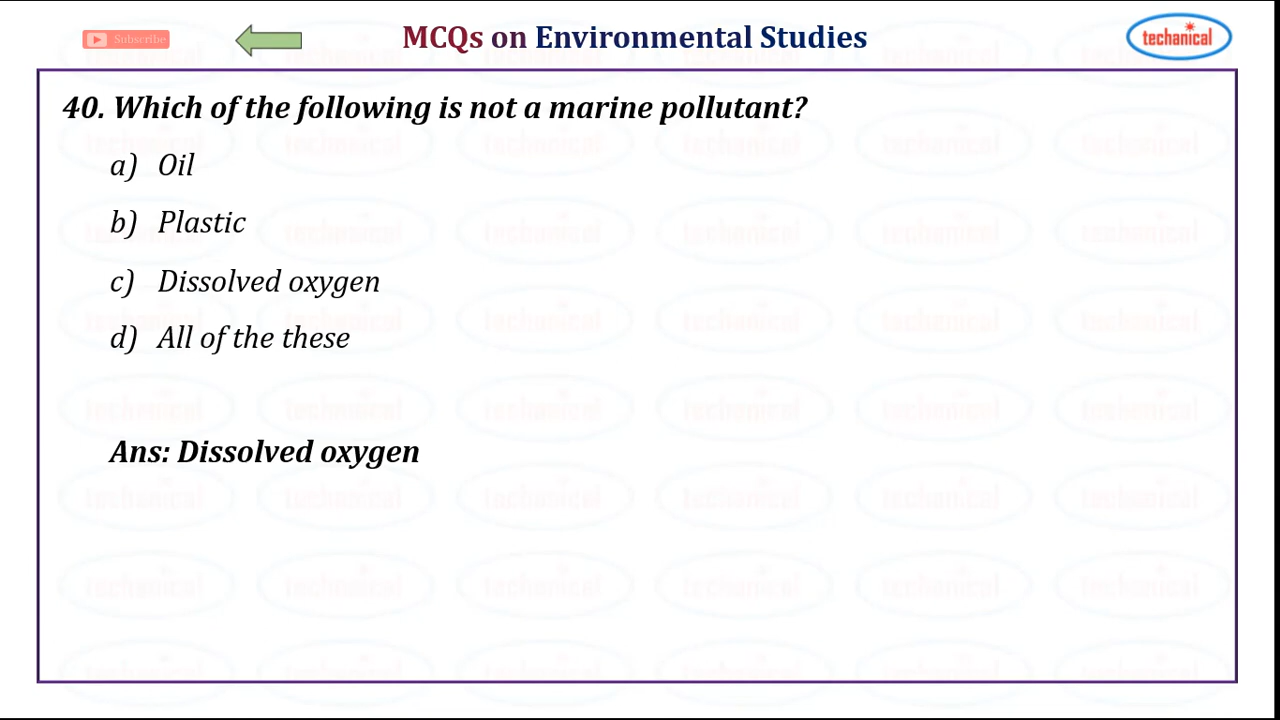 Subscribe
MCQs on Environmental Studies
techanical
40. Which of the following is not a marine pollutant?
a) Oil
b) Plastic
c) Dissolved oxygen
d) All of the these
Ans: Dissolved oxygen